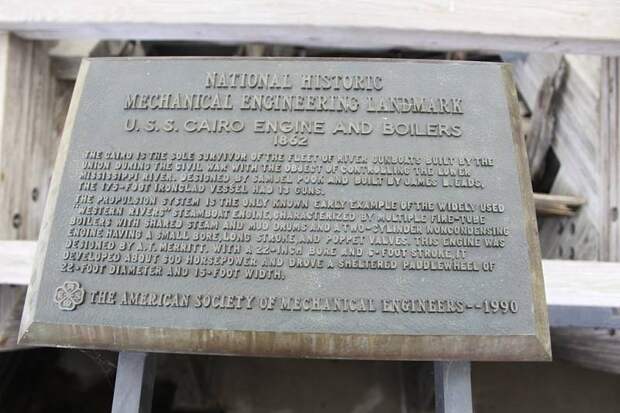 NATIONAL HISTORIC
MECHANICAL ENGINEERING LANDMARK
U.S.S. CAIRO ENGINE AND BOILERS
1862
THE CAIRO IS THE SOLE SURVIVOR OF THE FLEET OF RIVER GUNBOATS BUILT BY THE
UNION DURING THE CIVIL WAR WITH THE OBJECT OF CONTROLLING THE LOWER
MISSISSIPPI RIVER. DESIGNED BY SAMUEL POOK AND BUILT BY JAMES B. EADS,
THE 175-FOOT IRONCLAD VESSEL HAD 13 GUNS.
THE PROPULSION SYSTEM IS THE ONLY KNOWN EARLY EXAMPLE OF THE WIDELY USED
"WESTERN RIVERS" STEAMBOAT ENGINE, CHARACTERIZED BY MULTIPLE FIRE-TUBE
BOILERS WITH SHARED STEAM AND MUD DRUMS AND A TWO-CYLINDER NONCONDENSING
ENGINE HAVING A SMALL BORE, LONG STROKE, AND POPPET VALVES. THIS ENGINE WAS
DESIGNED BY A.T. MERRITT. WITH A 22-INCH BORE AND 6-FOOT STROKE, IT
DEVELOPED ABOUT 600 HORSEPOWER AND DROVE A SHELTERED PADDLEWHEEL OF
22-FOOT DIAMETER AND 15-FOOT WIDTH.
THE AMERICAN SOCIETY OF MECHANICAL ENGINEERS--1990